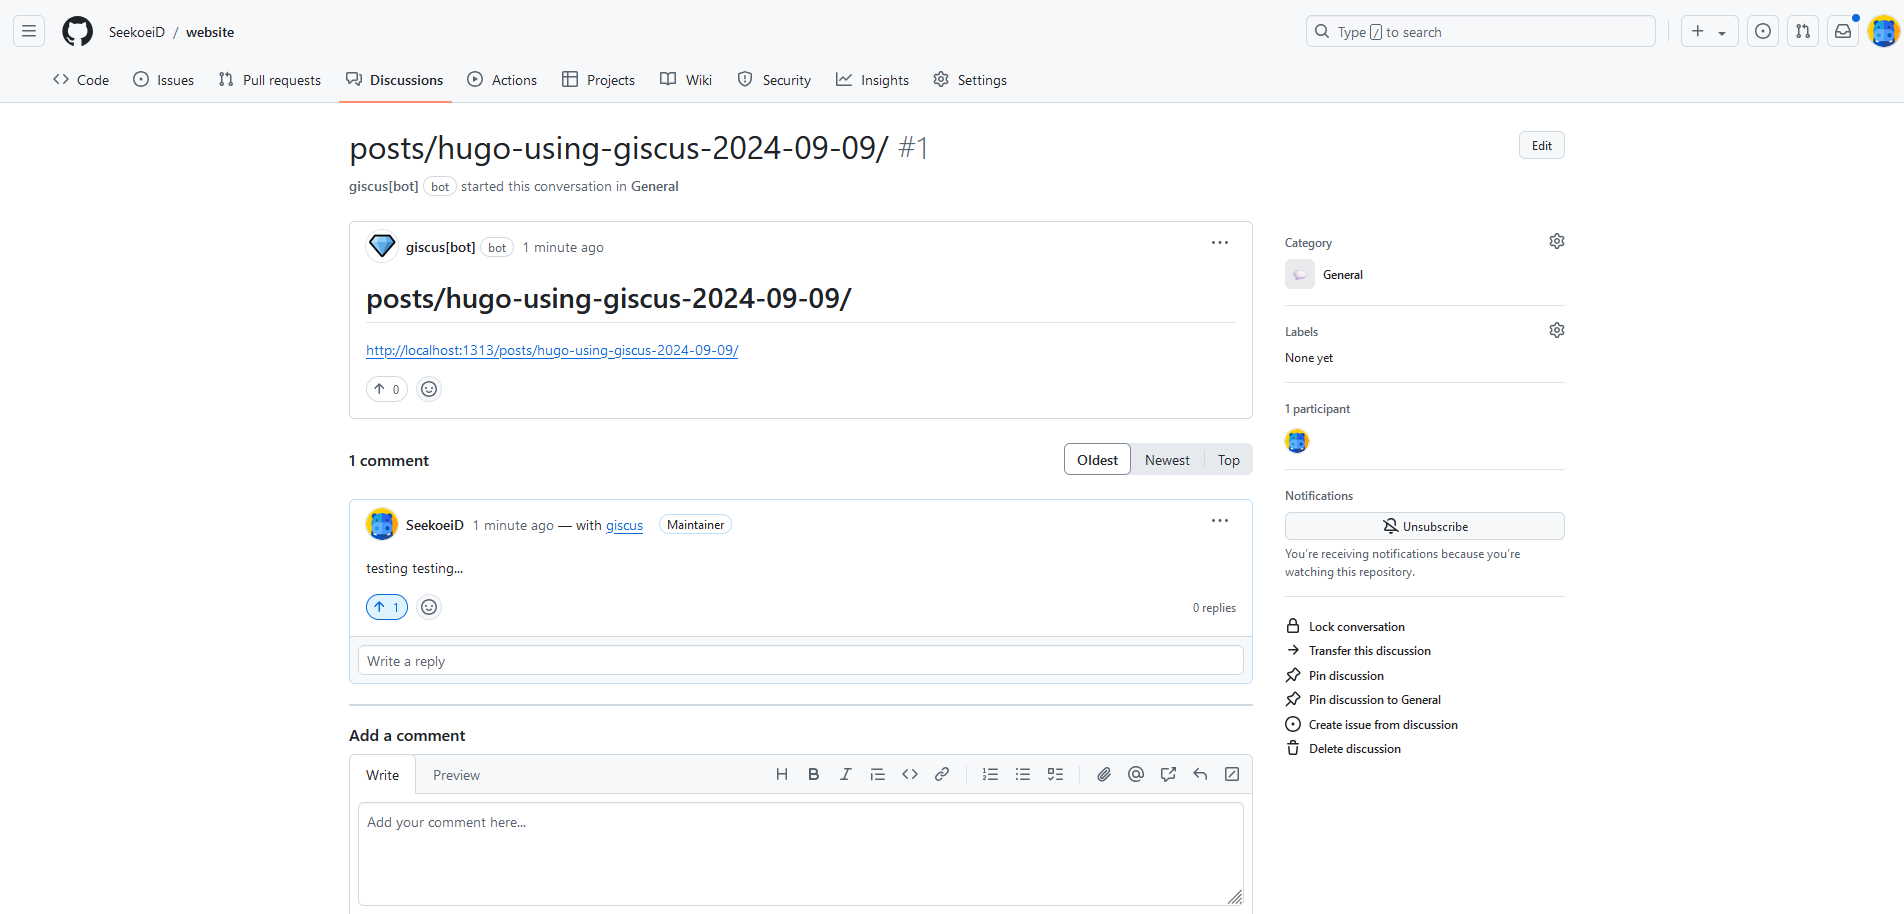 SeekoeiD / website
Type / to search
Code Issues Pull requests Discussions Actions Projects Wiki Security Insights Settings
posts/hugo-using-giscus-2024-09-09/ #1
Edit
giscus[bot] bot started this conversation in General
giscus[bot] bot 1 minute ago
posts/hugo-using-giscus-2024-09-09/
http://localhost:1313/posts/hugo-using-giscus-2024-09-09/
0
1 comment
Oldest Newest Top
SeekoeiD 1 minute ago — with giscus Maintainer
testing testing...
1
0 replies
Write a reply
Add a comment
Write Preview
Add your comment here...
Category
General
Labels
None yet
1 participant
Notifications
Unsubscribe
You're receiving notifications because you're
watching this repository.
Lock conversation
Transfer this discussion
Pin discussion
Pin discussion to General
Create issue from discussion
Delete discussion